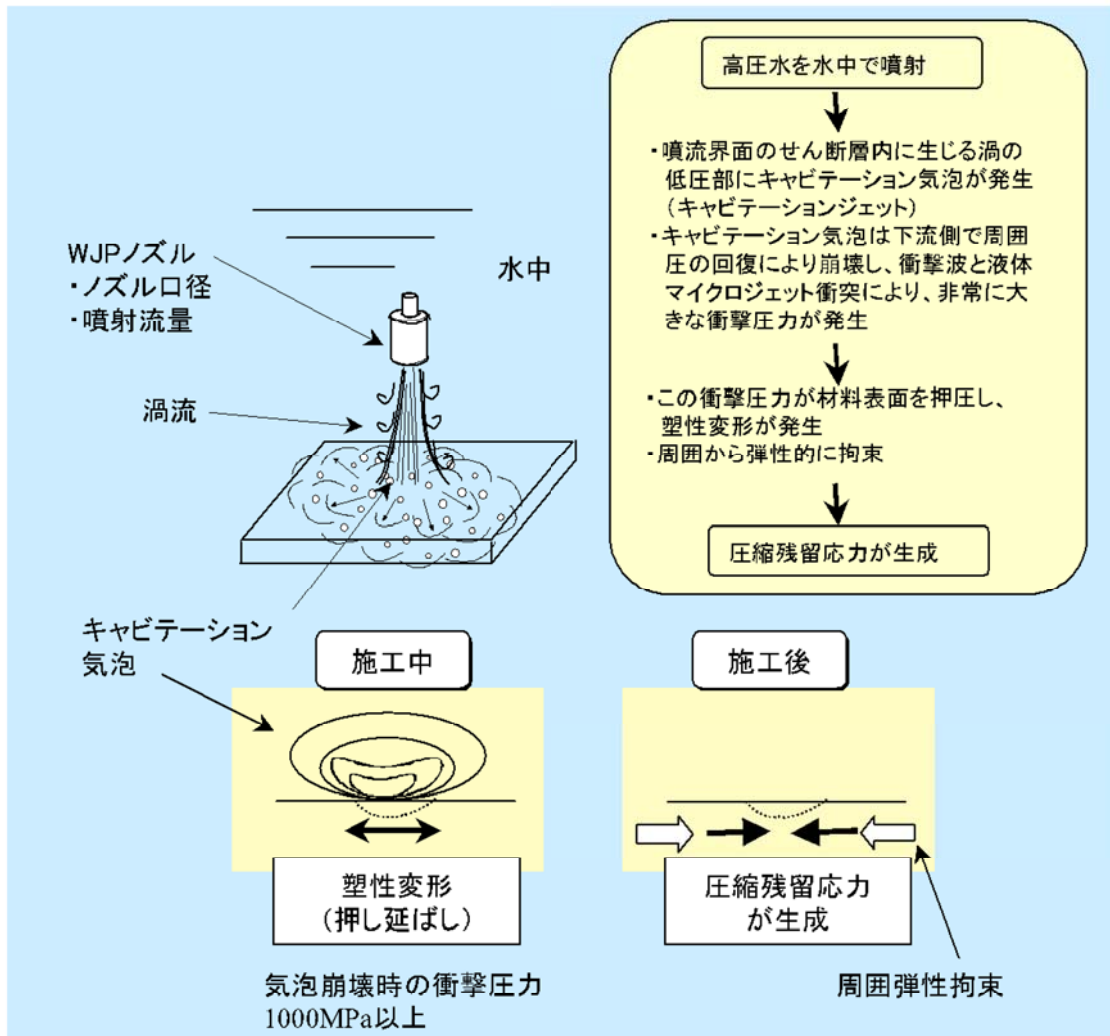 高圧水を水中で噴射
・噴流界面のせん断層内に生じる渦の
低圧部にキャビテーション気泡が発生
(キャビテーションジェット)
・キャビテーション気泡は下流側で周囲
圧の回復により崩壊し、衝撃波と液体
マイクロジェット衝突により、非常に大
きな衝撃圧力が発生
・この衝撃圧力が材料表面を押圧し、
塑性変形が発生
・周囲から弾性的に拘束
圧縮残留応力が生成
WJPノズル
・ノズル口径
・噴射流量
水中
渦流
キャビテーション
気泡
施工中
塑性変形
(押し延ばし)
気泡崩壊時の衝撃圧力
1000MPa以上
施工後
圧縮残留応力
が生成
周囲弾性拘束